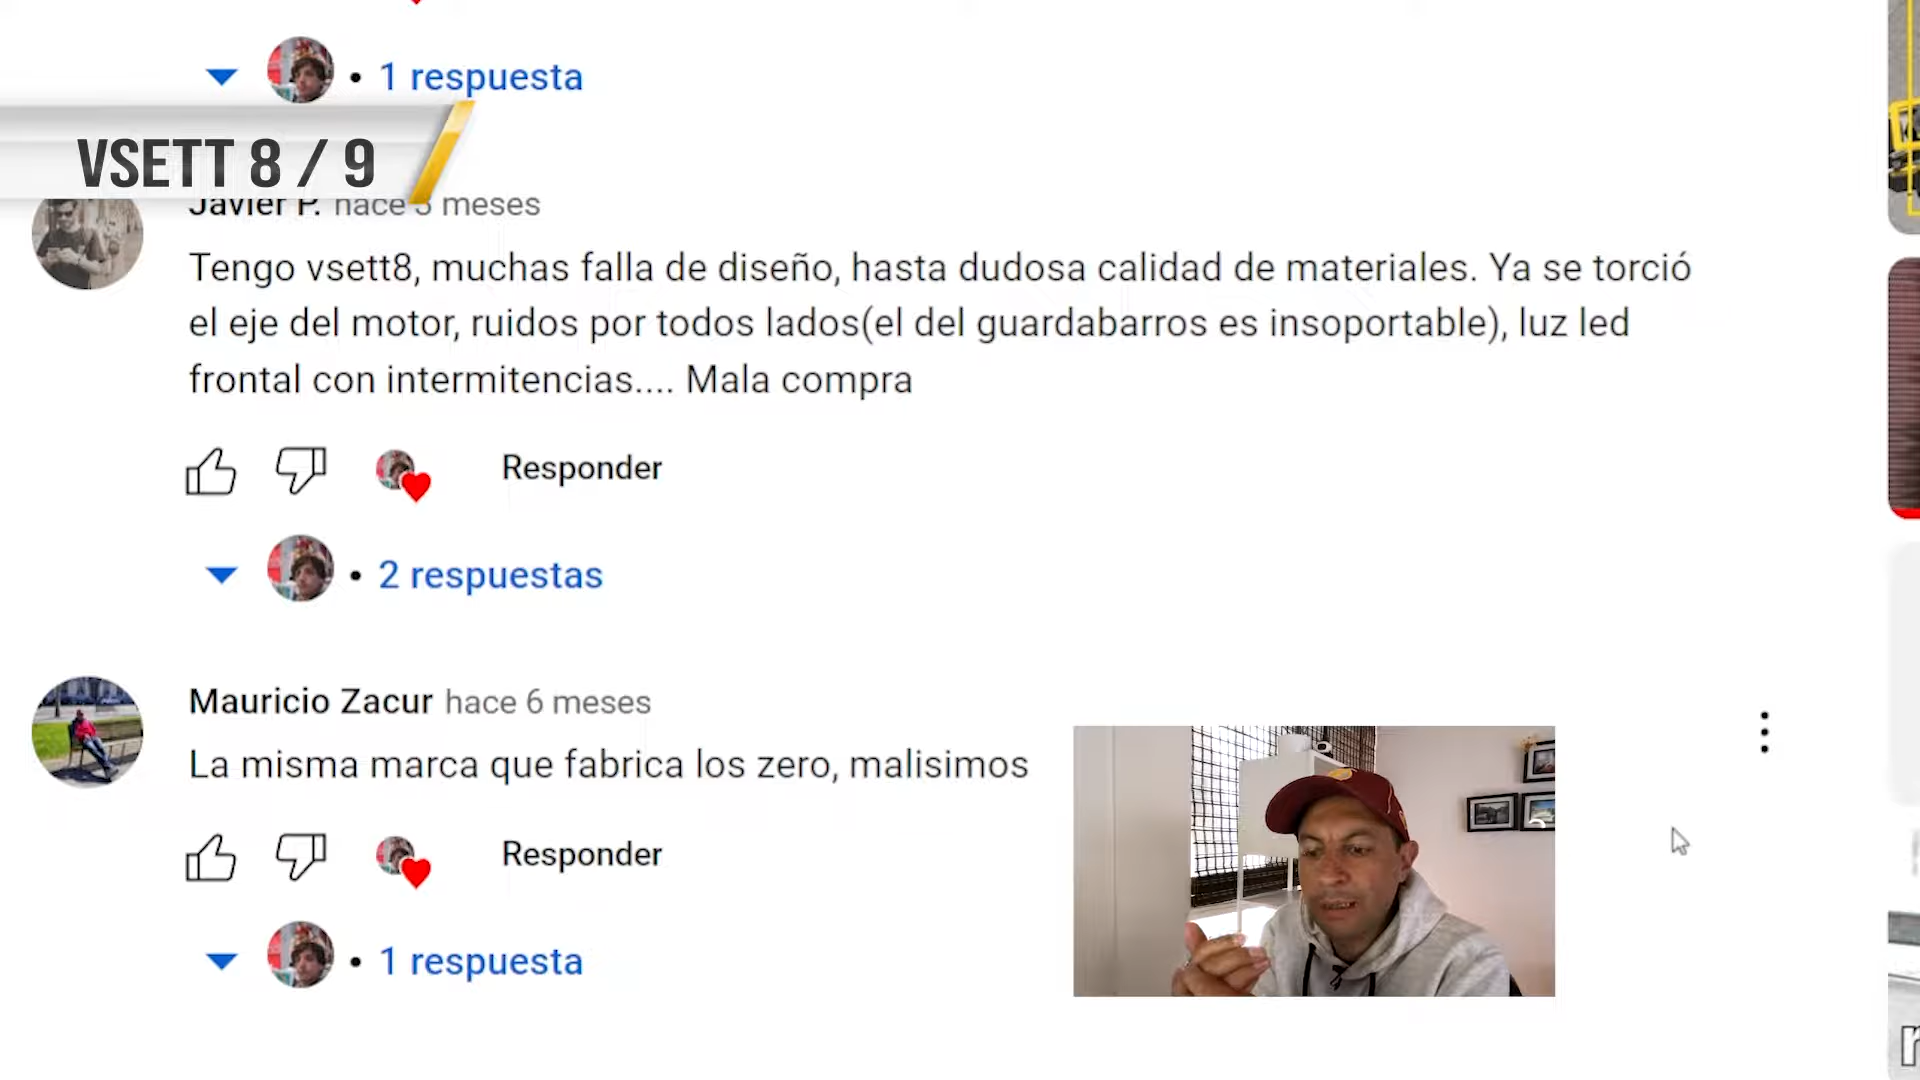 1 respuesta
VSETT 8 / 9
Javier P. hace 5 meses
Tengo vsett8, muchas falla de diseño, hasta dudosa calidad de materiales. Ya se torció
el eje del motor, ruidos por todos lados(el del guardabarros es insoportable), luz led
frontal con intermitencias.... Mala compra
Responder
2 respuestas
Mauricio Zacur hace 6 meses
La misma marca que fabrica los zero, malisimos
Responder
1 respuesta